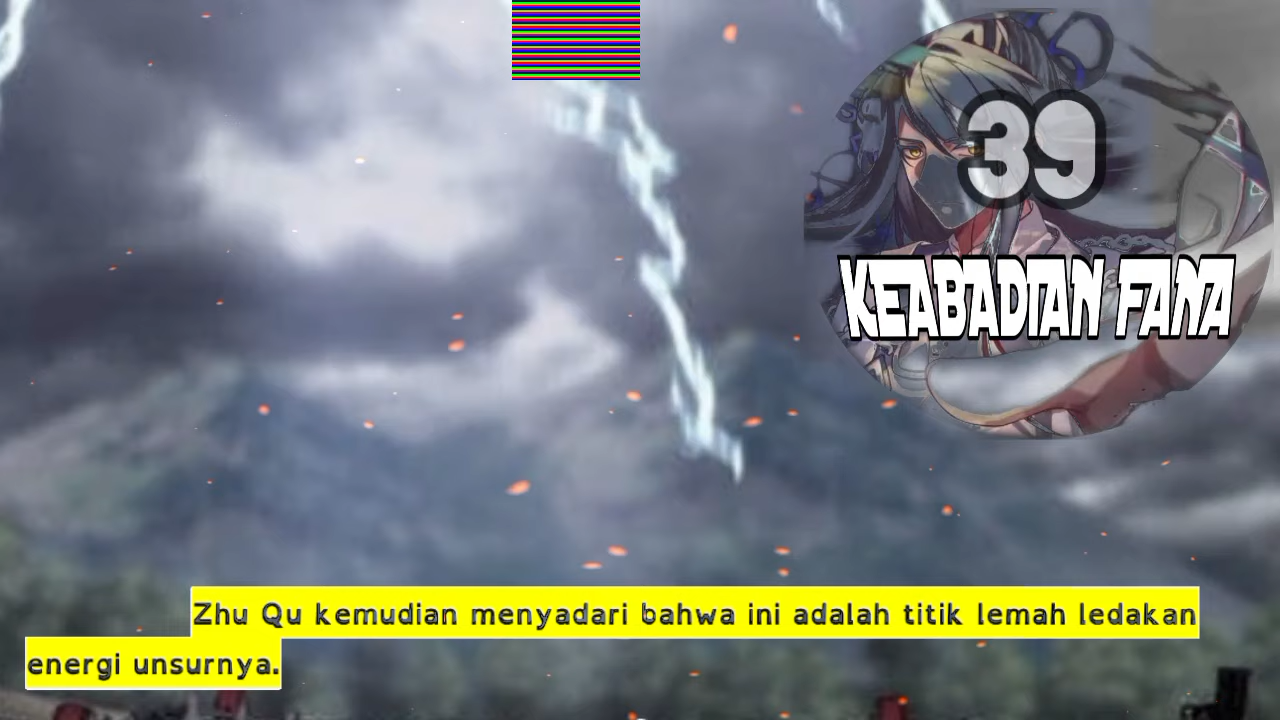 39
KEABADIAN FANA
Zhu Qu kemudian menyadari bahwa ini adalah titik lemah ledakan
energi unsurnya.